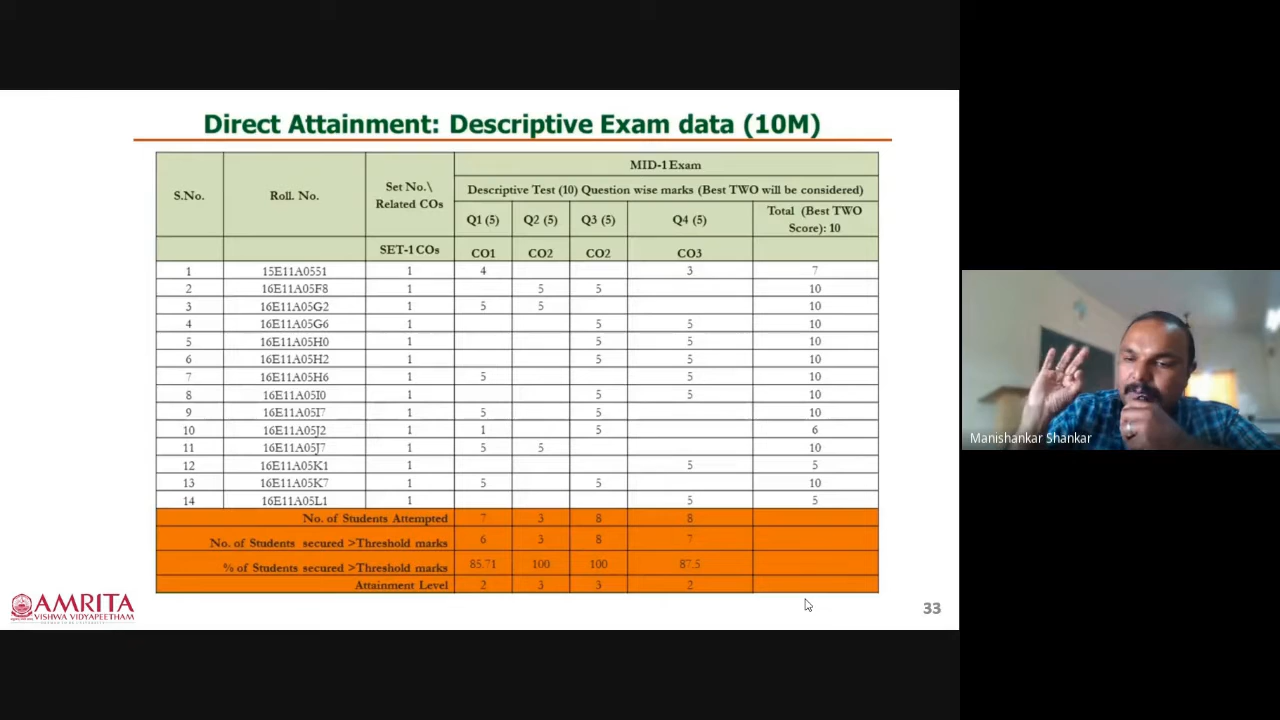 Direct Attainment: Descriptive Exam data (10M)
S.No. Roll. No. Set No.\ Related COs MID-1 Exam
Descriptive Test (10) Question wise marks (Best TWO will be considered)
Q1 (5) Q2 (5) Q3 (5) Q4 (5) Total (Best TWO Score): 10
SET-1 COs CO1 CO2 CO2 CO3
1 15E11A0551 1 4 3 7
2 16E11A05F8 1 5 5 10
3 16E11A05G2 1 5 5 10
4 16E11A05G6 1 5 5 10
5 16E11A05H0 1 5 5 10
6 16E11A05H2 1 5 5 10
7 16E11A05H6 1 5 5 10
8 16E11A05I0 1 5 5 10
9 16E11A05I7 1 5 5 10
10 16E11A05J2 1 1 5 6
11 16E11A05J7 1 5 5 10
12 16E11A05K1 1 5 5
13 16E11A05K7 1 5 5 10
14 16E11A05L1 1 5 5
No. of Students Attempted 7 3 8 8
No. of Students secured >Threshold marks 6 3 8 7
% of Students secured >Threshold marks 85.71 100 100 87.5
Attainment Level 2 3 3 2
AMRITA
VISHWA VIDYAPEETHAM
33
Manishankar Shankar